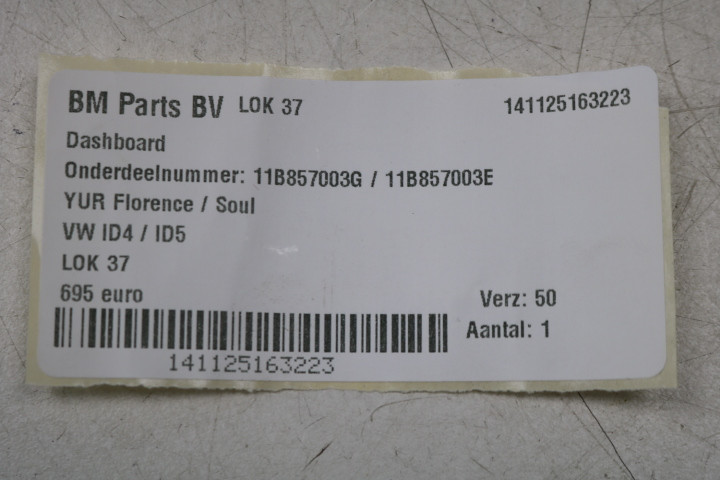 BM Parts BV LOK 37 141125163223
Dashboard
Onderdeelnummer: 11B857003G / 11B857003E
YUR Florence / Soul
VW ID4 / ID5
LOK 37
695 euro Verz: 50
Aantal: 1
141125163223